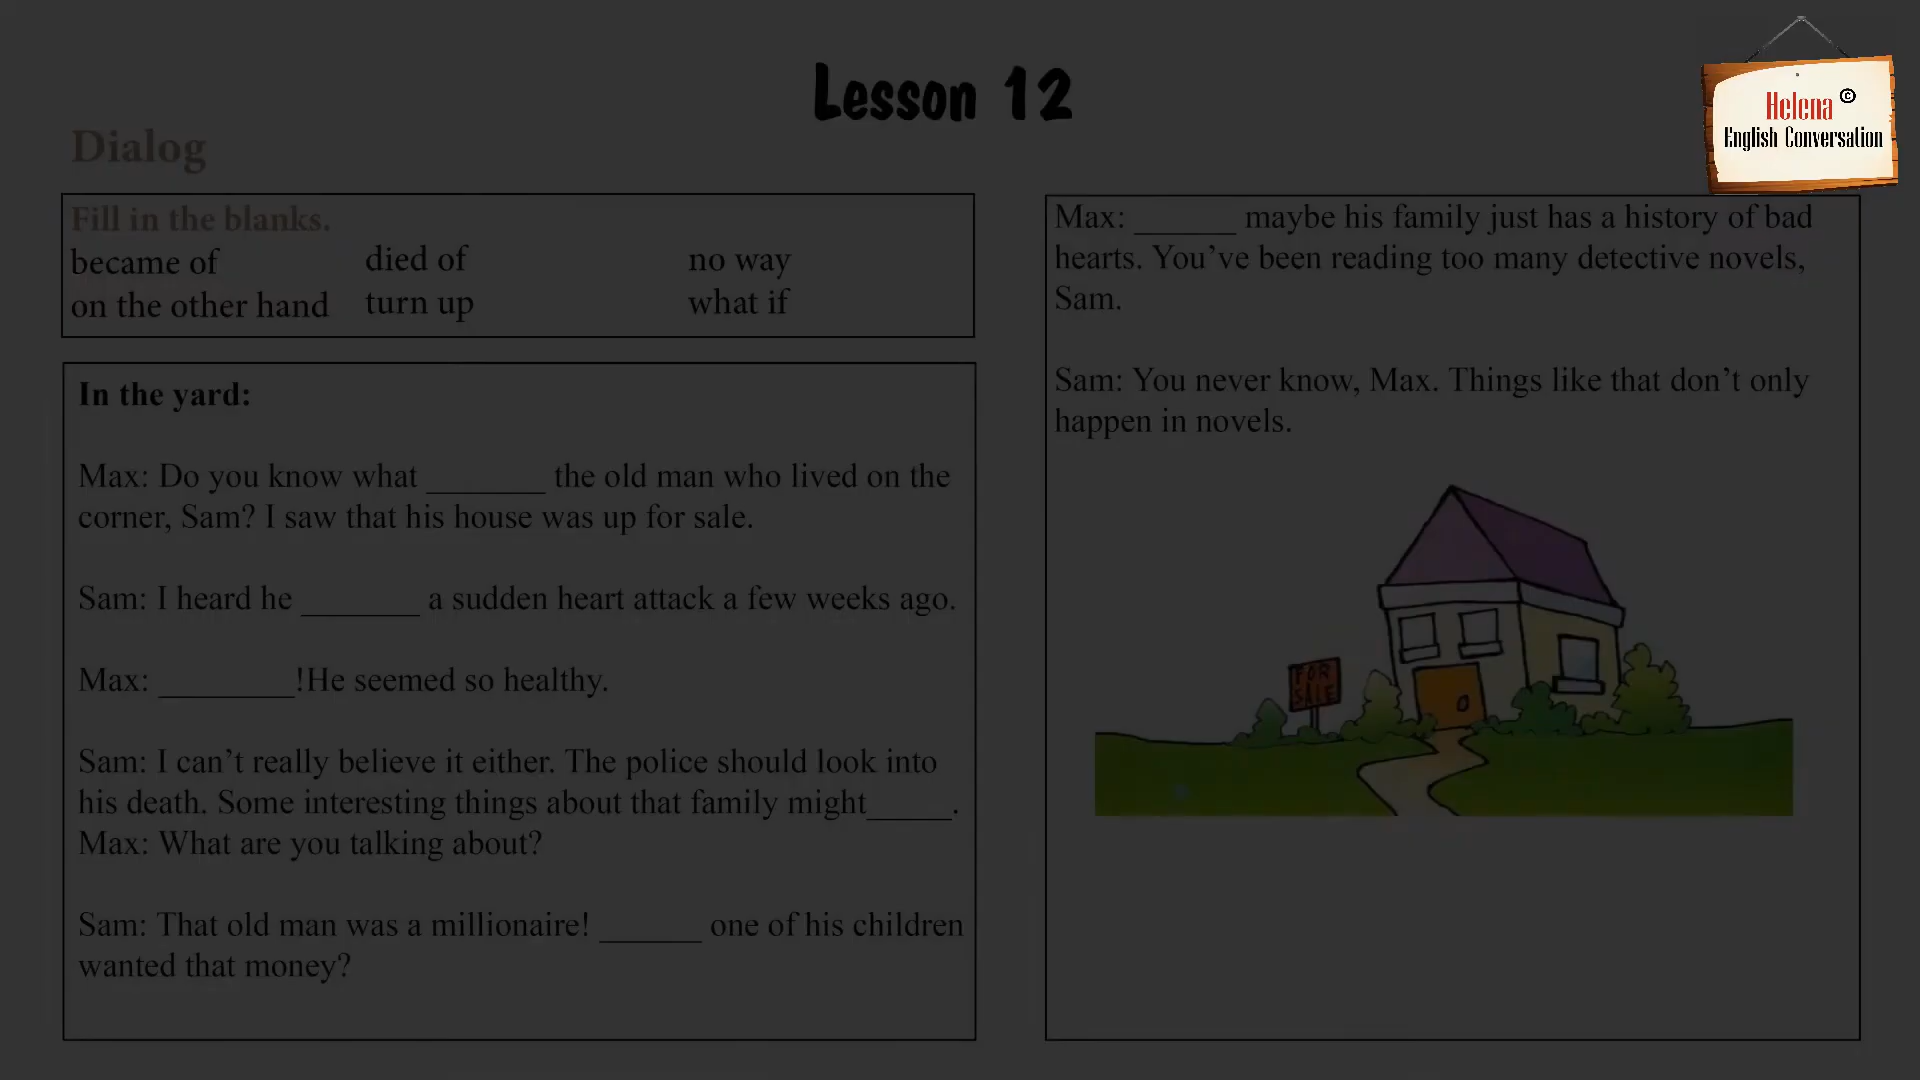 Lesson 12
Helena ©
English Conversation
Dialog
Fill in the blanks.
became of died of no way
on the other hand turn up what if
In the yard:
Max: Do you know what _______ the old man who lived on the
corner, Sam? I saw that his house was up for sale.
Sam: I heard he _______ a sudden heart attack a few weeks ago.
Max: ________!He seemed so healthy.
Sam: I can’t really believe it either. The police should look into
his death. Some interesting things about that family might_____.
Max: What are you talking about?
Sam: That old man was a millionaire! ______ one of his children
wanted that money?
Max: ______ maybe his family just has a history of bad
hearts. You’ve been reading too many detective novels,
Sam.
Sam: You never know, Max. Things like that don’t only
happen in novels.
FOR
SALE